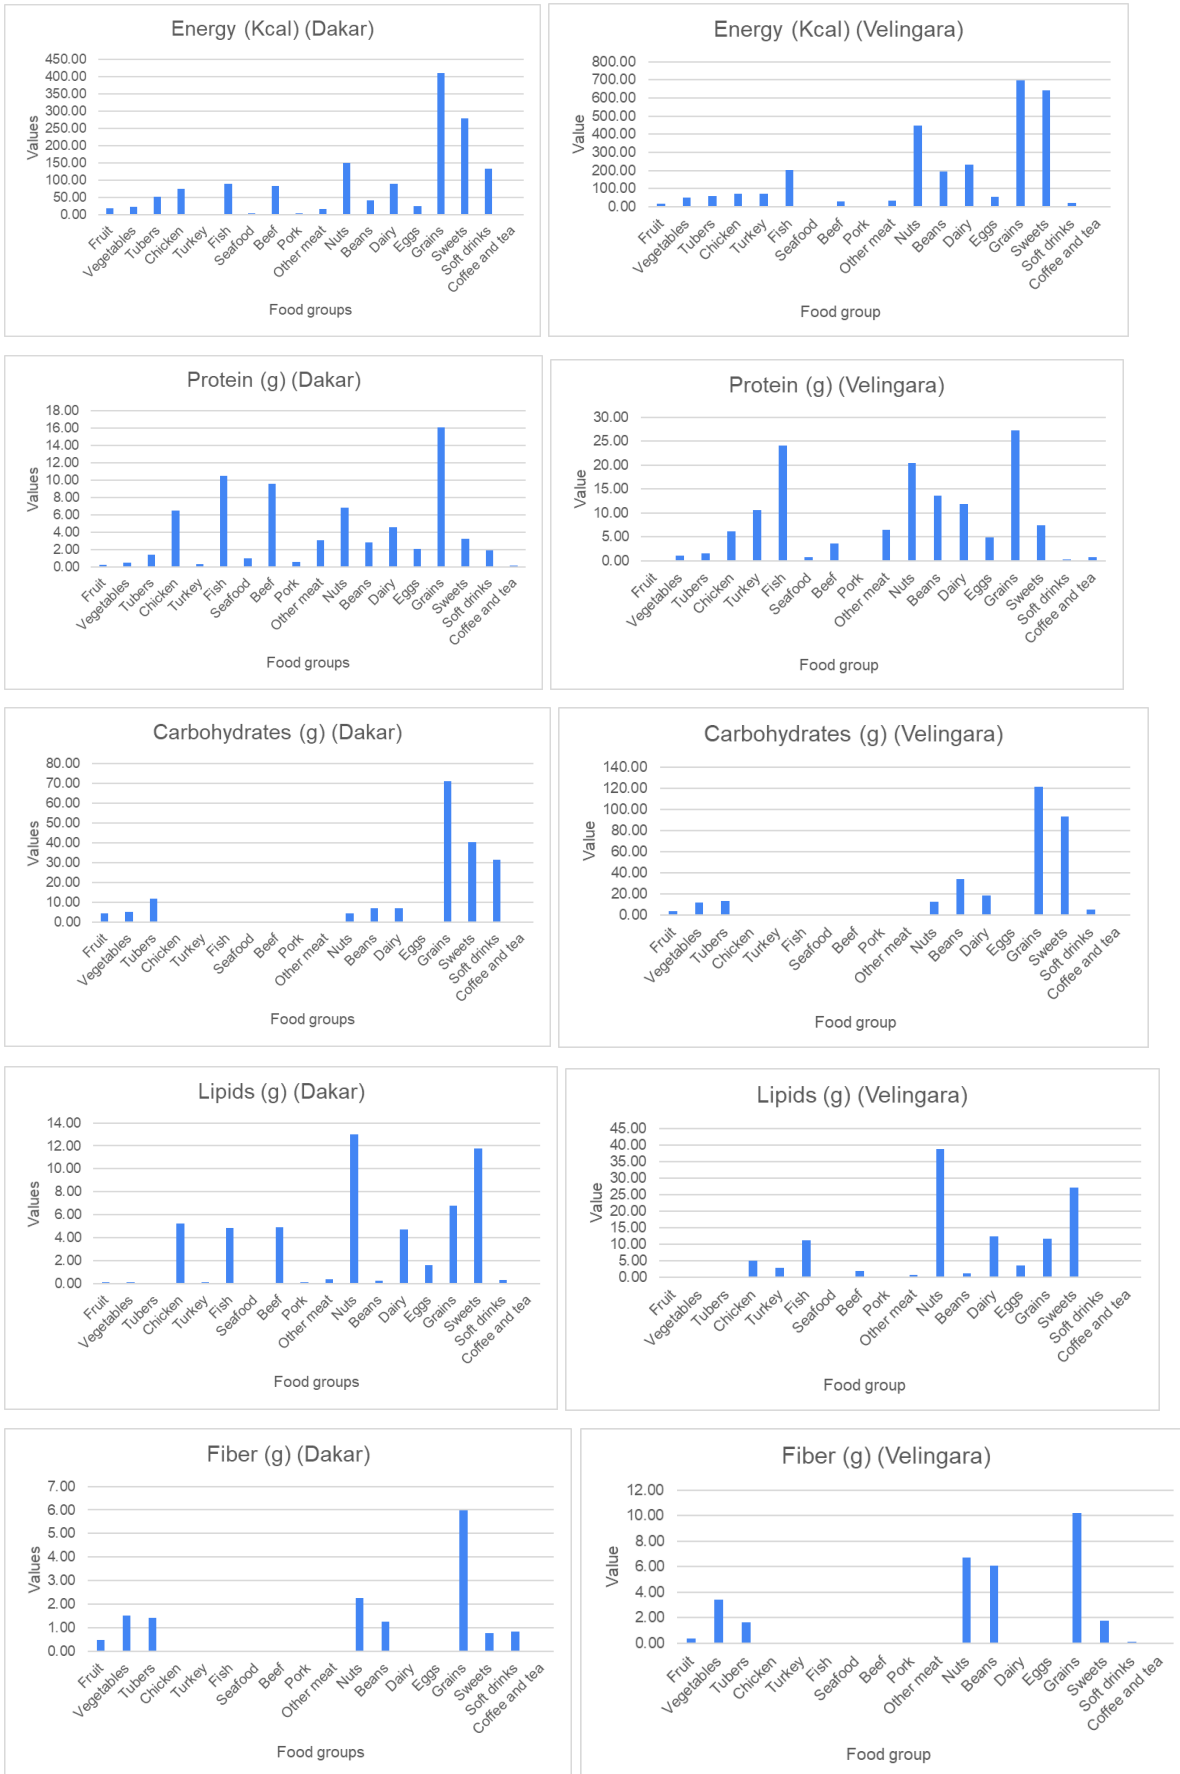 Energy (Kcal) (Dakar)
450.00
400.00
350.00
300.00
250.00
200.00
150.00
100.00
50.00
0.00
Values
Fruit
Vegetables
Tubers
Chicken
Turkey
Fish
Seafood
Beef
Pork
Other meat
Nuts
Beans
Dairy
Eggs
Grains
Sweets
Soft drinks
Coffee and tea
Food groups
Energy (Kcal) (Velingara)
800.00
700.00
600.00
500.00
400.00
300.00
200.00
100.00
0.00
Value
Fruit
Vegetables
Tubers
Chicken
Turkey
Fish
Seafood
Beef
Pork
Other meat
Nuts
Beans
Dairy
Eggs
Grains
Sweets
Soft drinks
Coffee and tea
Food group
Protein (g) (Dakar)
18.00
16.00
14.00
12.00
10.00
8.00
6.00
4.00
2.00
0.00
Values
Fruit
Vegetables
Tubers
Chicken
Turkey
Fish
Seafood
Beef
Pork
Other meat
Nuts
Beans
Dairy
Eggs
Grains
Sweets
Soft drinks
Coffee and tea
Food groups
Protein (g) (Velingara)
30.00
25.00
20.00
15.00
10.00
5.00
0.00
Value
Fruit
Vegetables
Tubers
Chicken
Turkey
Fish
Seafood
Beef
Pork
Other meat
Nuts
Beans
Dairy
Eggs
Grains
Sweets
Soft drinks
Coffee and tea
Food group
Carbohydrates (g) (Dakar)
80.00
70.00
60.00
50.00
40.00
30.00
20.00
10.00
0.00
Values
Fruit
Vegetables
Tubers
Chicken
Turkey
Fish
Seafood
Beef
Pork
Other meat
Nuts
Beans
Dairy
Eggs
Grains
Sweets
Soft drinks
Coffee and tea
Food groups
Carbohydrates (g) (Velingara)
140.00
120.00
100.00
80.00
60.00
40.00
20.00
0.00
Value
Fruit
Vegetables
Tubers
Chicken
Turkey
Fish
Seafood
Beef
Pork
Other meat
Nuts
Beans
Dairy
Eggs
Grains
Sweets
Soft drinks
Coffee and tea
Food group
Lipids (g) (Dakar)
14.00
12.00
10.00
8.00
6.00
4.00
2.00
0.00
Values
Fruit
Vegetables
Tubers
Chicken
Turkey
Fish
Seafood
Beef
Pork
Other meat
Nuts
Beans
Dairy
Eggs
Grains
Sweets
Soft drinks
Coffee and tea
Food groups
Lipids (g) (Velingara)
45.00
40.00
35.00
30.00
25.00
20.00
15.00
10.00
5.00
0.00
Value
Fruit
Vegetables
Tubers
Chicken
Turkey
Fish
Seafood
Beef
Pork
Other meat
Nuts
Beans
Dairy
Eggs
Grains
Sweets
Soft drinks
Coffee and tea
Food group
Fiber (g) (Dakar)
7.00
6.00
5.00
4.00
3.00
2.00
1.00
0.00
Values
Fruit
Vegetables
Tubers
Chicken
Turkey
Fish
Seafood
Beef
Pork
Other meat
Nuts
Beans
Dairy
Eggs
Grains
Sweets
Soft drinks
Coffee and tea
Food groups
Fiber (g) (Velingara)
12.00
10.00
8.00
6.00
4.00
2.00
0.00
Value
Fruit
Vegetables
Tubers
Chicken
Turkey
Fish
Seafood
Beef
Pork
Other meat
Nuts
Beans
Dairy
Eggs
Grains
Sweets
Soft drinks
Coffee and tea
Food group